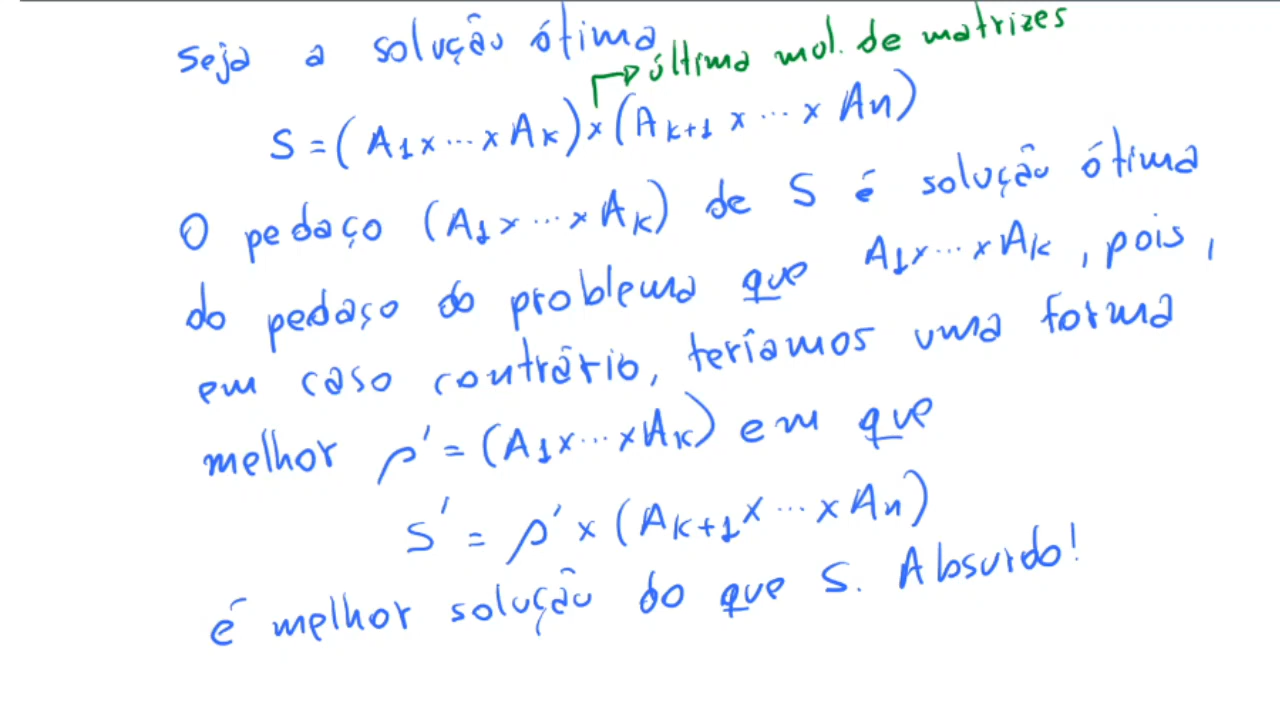 Seja a solução ótima
última mol. de matrizes
S = (A1 x ... x Ak) x (Ak+1 x ... x An)
O pedaço (A1 x ... x Ak) de S é solução ótima
do pedaço do problema que A1 x ... x Ak, pois,
em caso contrário, teríamos uma forma
melhor p' = (A1 x ... x Ak) em que
S' = p' x (Ak+1 x ... x An)
é melhor solução do que S. Absurdo!